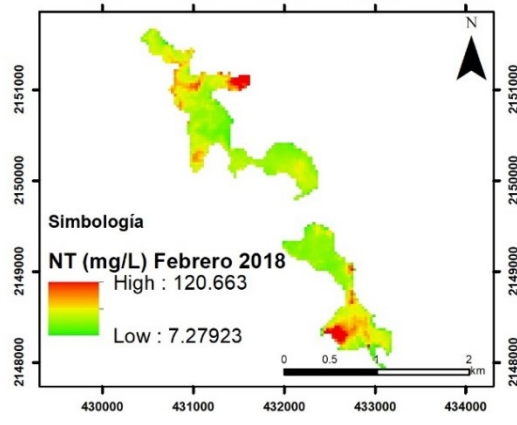 N
2151000
2151000
2150000
2150000
Simbología
NT (mg/L) Febrero 2018
High : 120.663
Low : 7.27923
2149000
2149000
2148000
2148000
0 0.5 1 2
km
430000 431000 432000 433000 434000